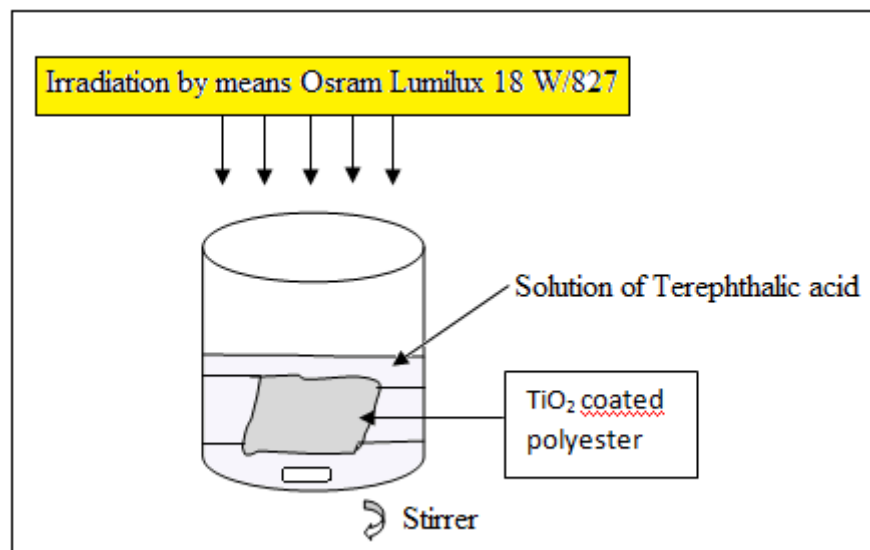 Irradiation by means Osram Lumilux 18 W/827
Solution of Terephthalic acid
TiO₂ coated
polyester
Stirrer